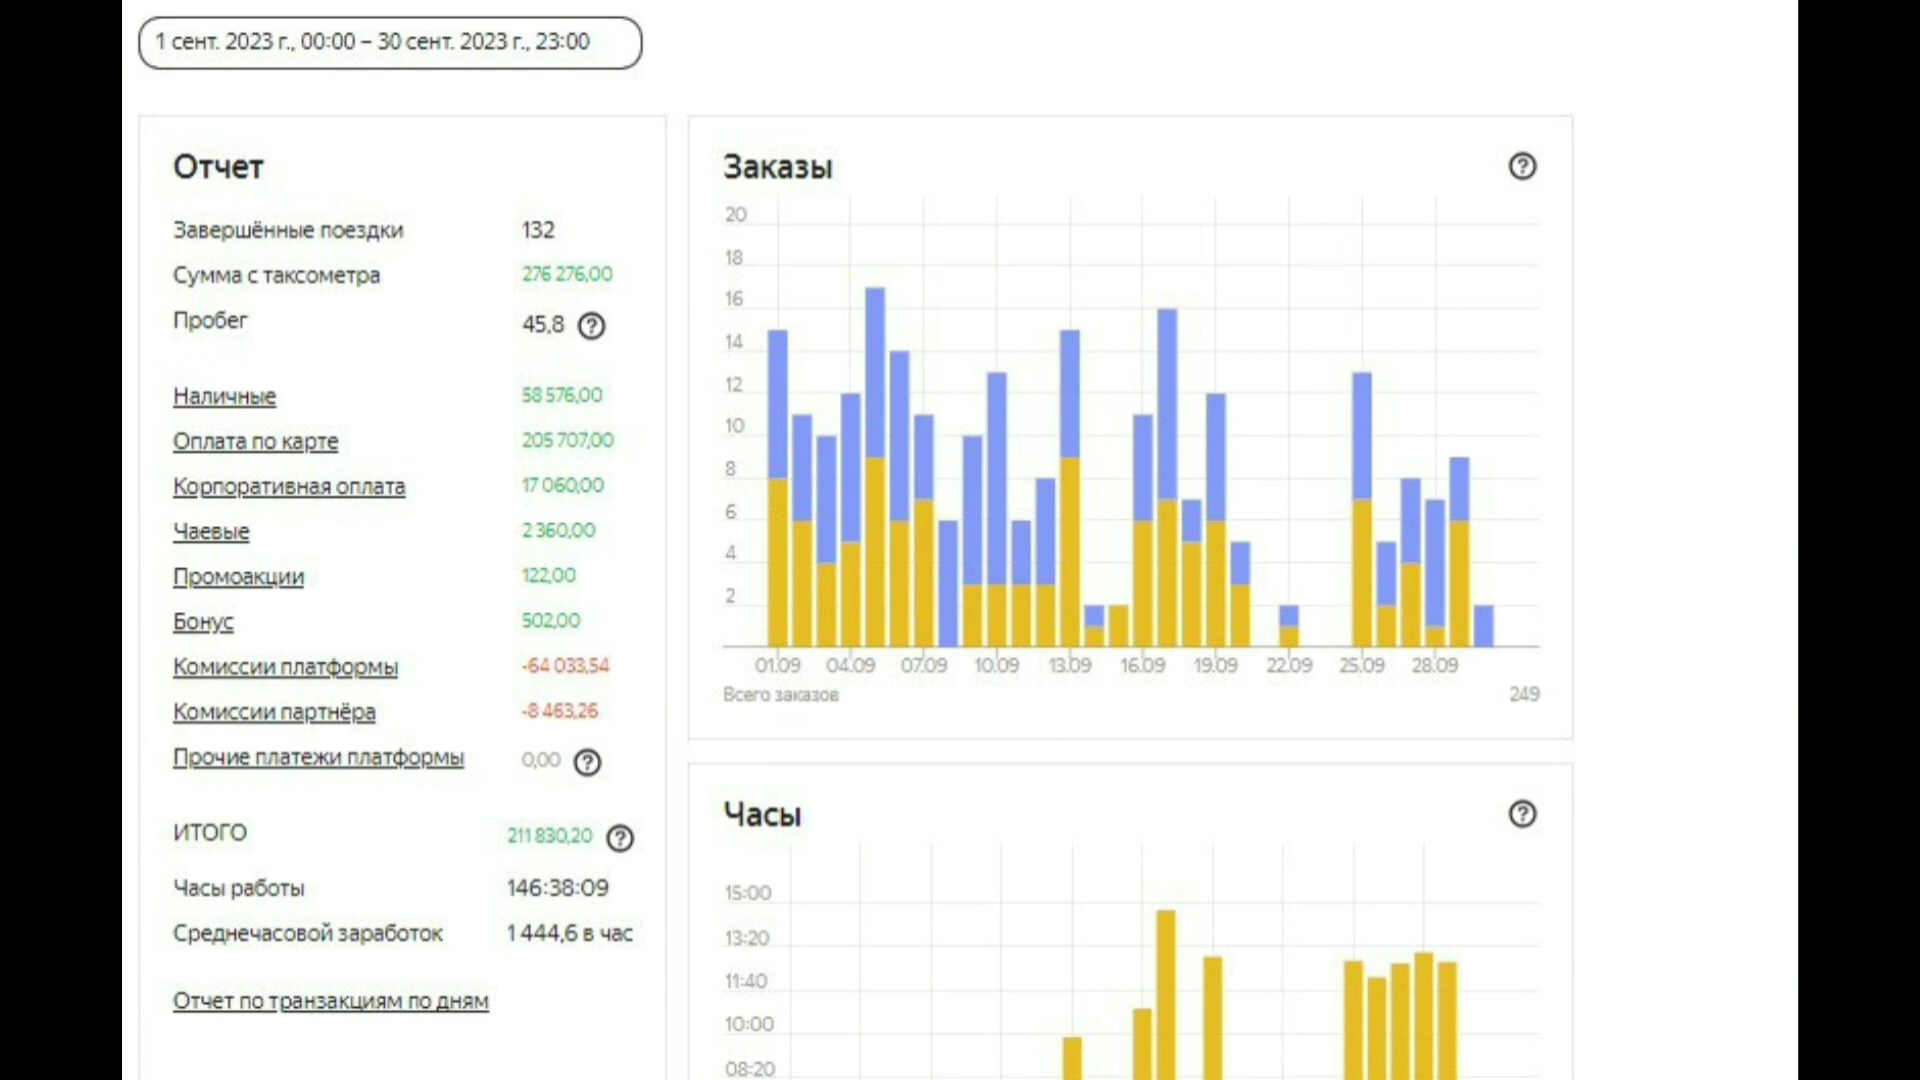 1 сент. 2023 г., 00:00 – 30 сент. 2023 г., 23:00
Отчет
Завершённые поездки 132
Сумма с таксометра 276 276,00
Пробег 45,8 ?
Наличные 58 576,00
Оплата по карте 205 707,00
Корпоративная оплата 17 060,00
Чаевые 2 360,00
Промоакции 122,00
Бонус 502,00
Комиссии платформы -64 033,54
Комиссии партнёра -8 463,26
Прочие платежи платформы 0,00 ?
ИТОГО 211 830,20 ?
Часы работы 146:38:09
Среднечасовой заработок 1 444,6 в час
Отчет по транзакциям по дням
Заказы ?
20
18
16
14
12
10
8
6
4
2
01.09 04.09 07.09 10.09 13.09 16.09 19.09 22.09 25.09 28.09
Всего заказов 249
Часы ?
15:00
13:20
11:40
10:00
08:20